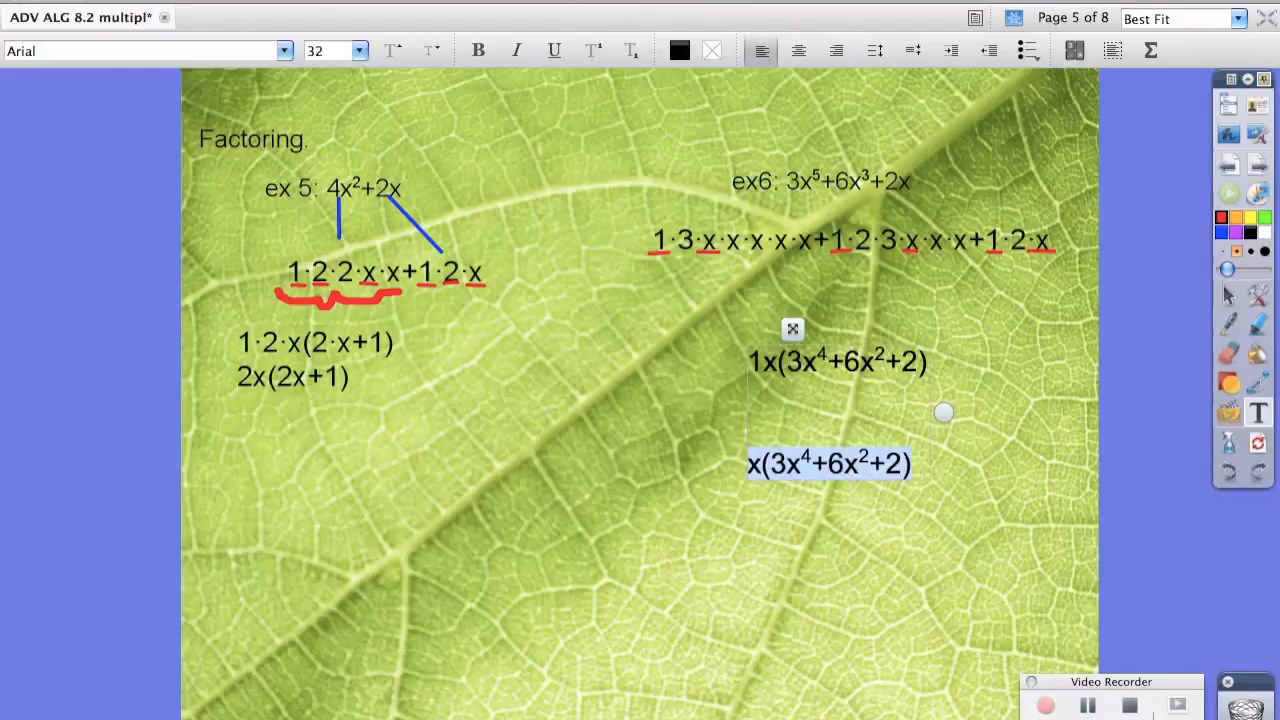 ADV ALG 8.2 multipl*
Page 5 of 8
Best Fit
Arial
32
B I U T¹ T₁ Σ
Factoring.
ex 5: 4x²+2x
1·2·2·x·x+1·2·x
1·2·x(2·x+1)
2x(2x+1)
ex6: 3x⁵+6x³+2x
1·3·x·x·x·x·x+1·2·3·x·x·x+1·2·x
1x(3x⁴+6x²+2)
x(3x⁴+6x²+2)
T
Video Recorder